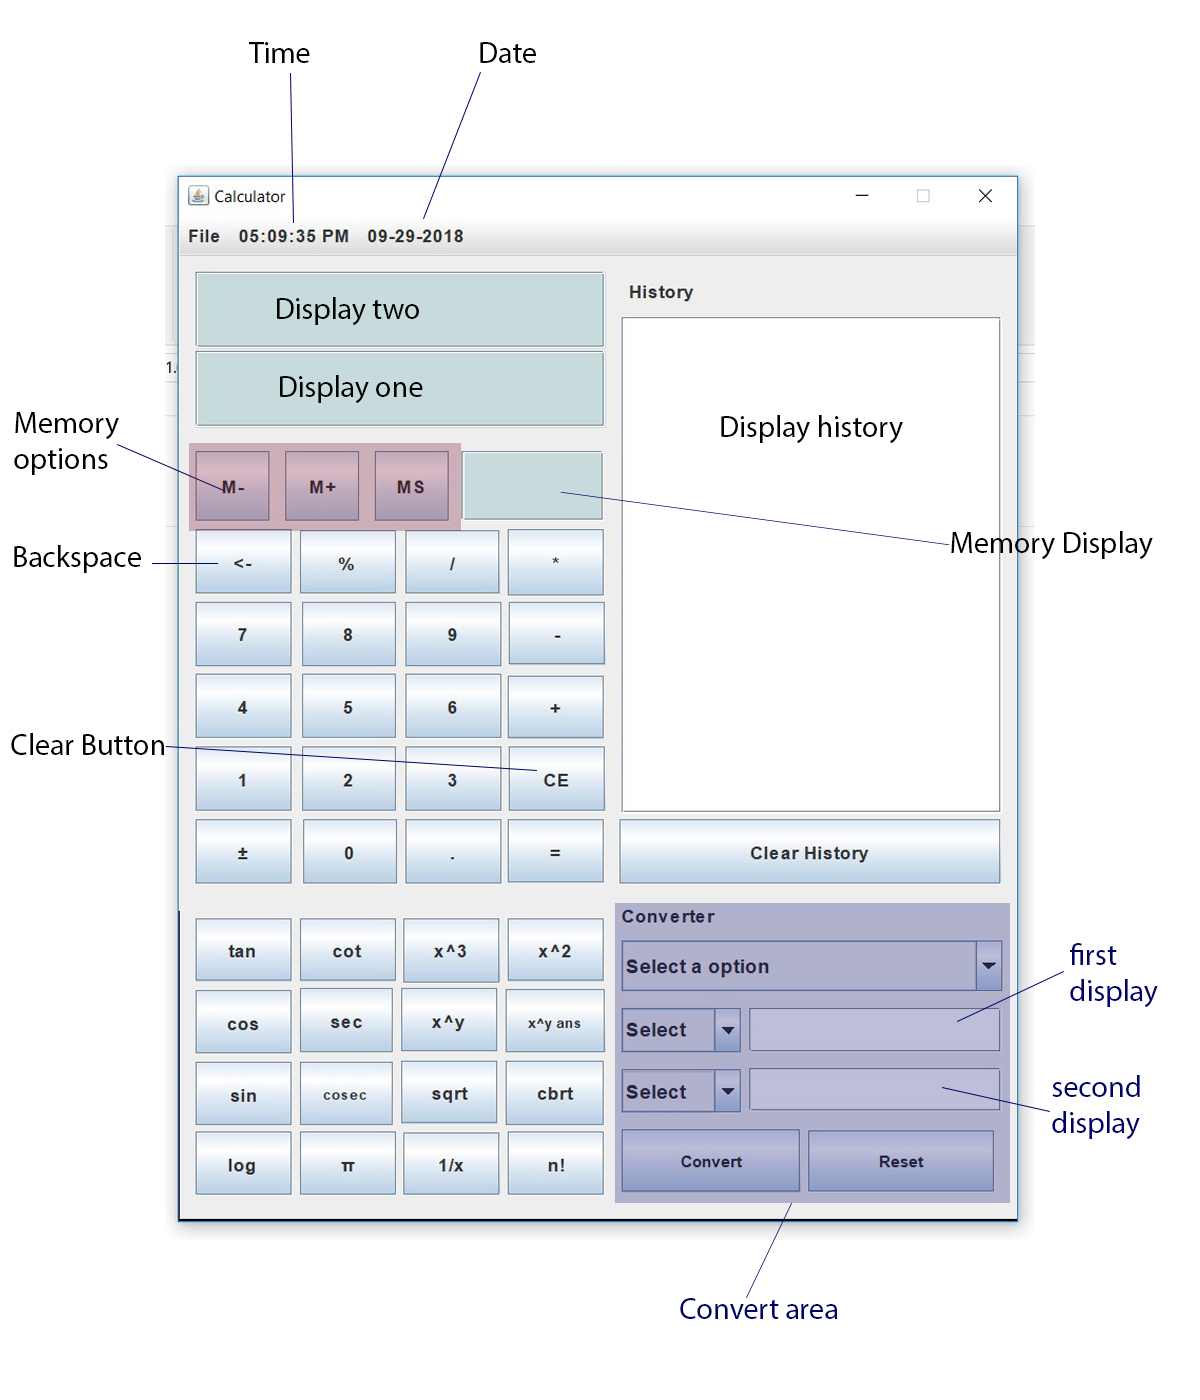 Time
Date
Calculator
File 05:09:35 PM 09-29-2018
Display two
History
1.
Display one
Memory
options
Display history
M- M+ MS
Memory Display
Backspace
<- % / *
7 8 9 -
4 5 6 +
Clear Button
1 2 3 CE
± 0 . =
Clear History
Converter
tan cot x^3 x^2
Select a option
first
display
cos sec x^y x^y ans
Select
sin cosec sqrt cbrt
Select
second
display
log π 1/x n!
Convert Reset
Convert area